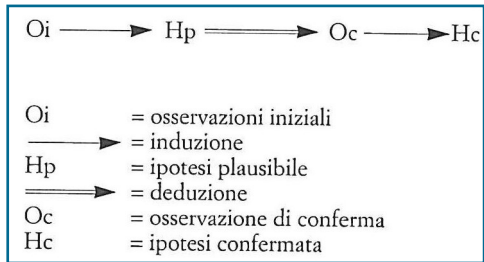 Oi Hp Oc Hc
Oi = osservazioni iniziali
= induzione
Hp = ipotesi plausibile
= deduzione
Oc = osservazione di conferma
Hc = ipotesi confermata